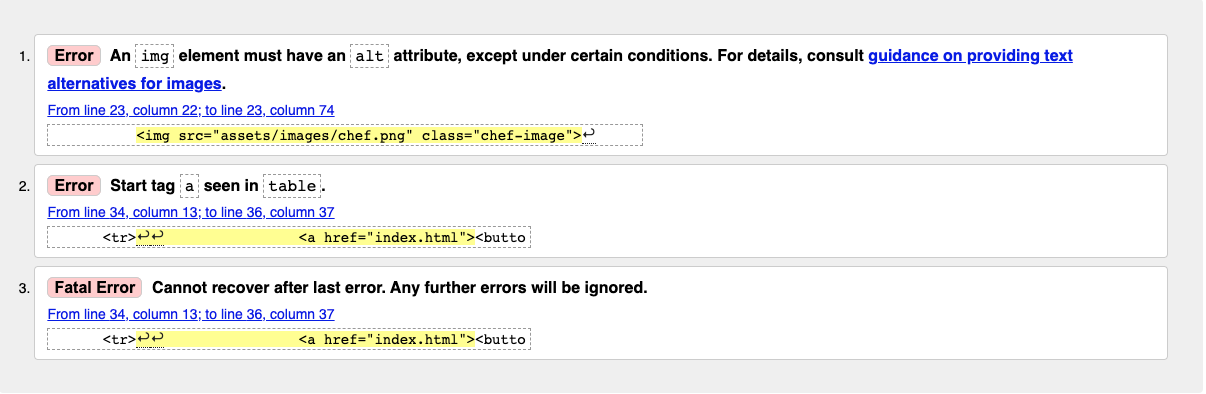 1. Error An img element must have an alt attribute, except under certain conditions. For details, consult guidance on providing text
alternatives for images.
From line 23, column 22; to line 23, column 74
<img src="assets/images/chef.png" class="chef-image">↩
2. Error Start tag a seen in table.
From line 34, column 13; to line 36, column 37
<tr>↩↩ <a href="index.html"><butto
3. Fatal Error Cannot recover after last error. Any further errors will be ignored.
From line 34, column 13; to line 36, column 37
<tr>↩↩ <a href="index.html"><butto